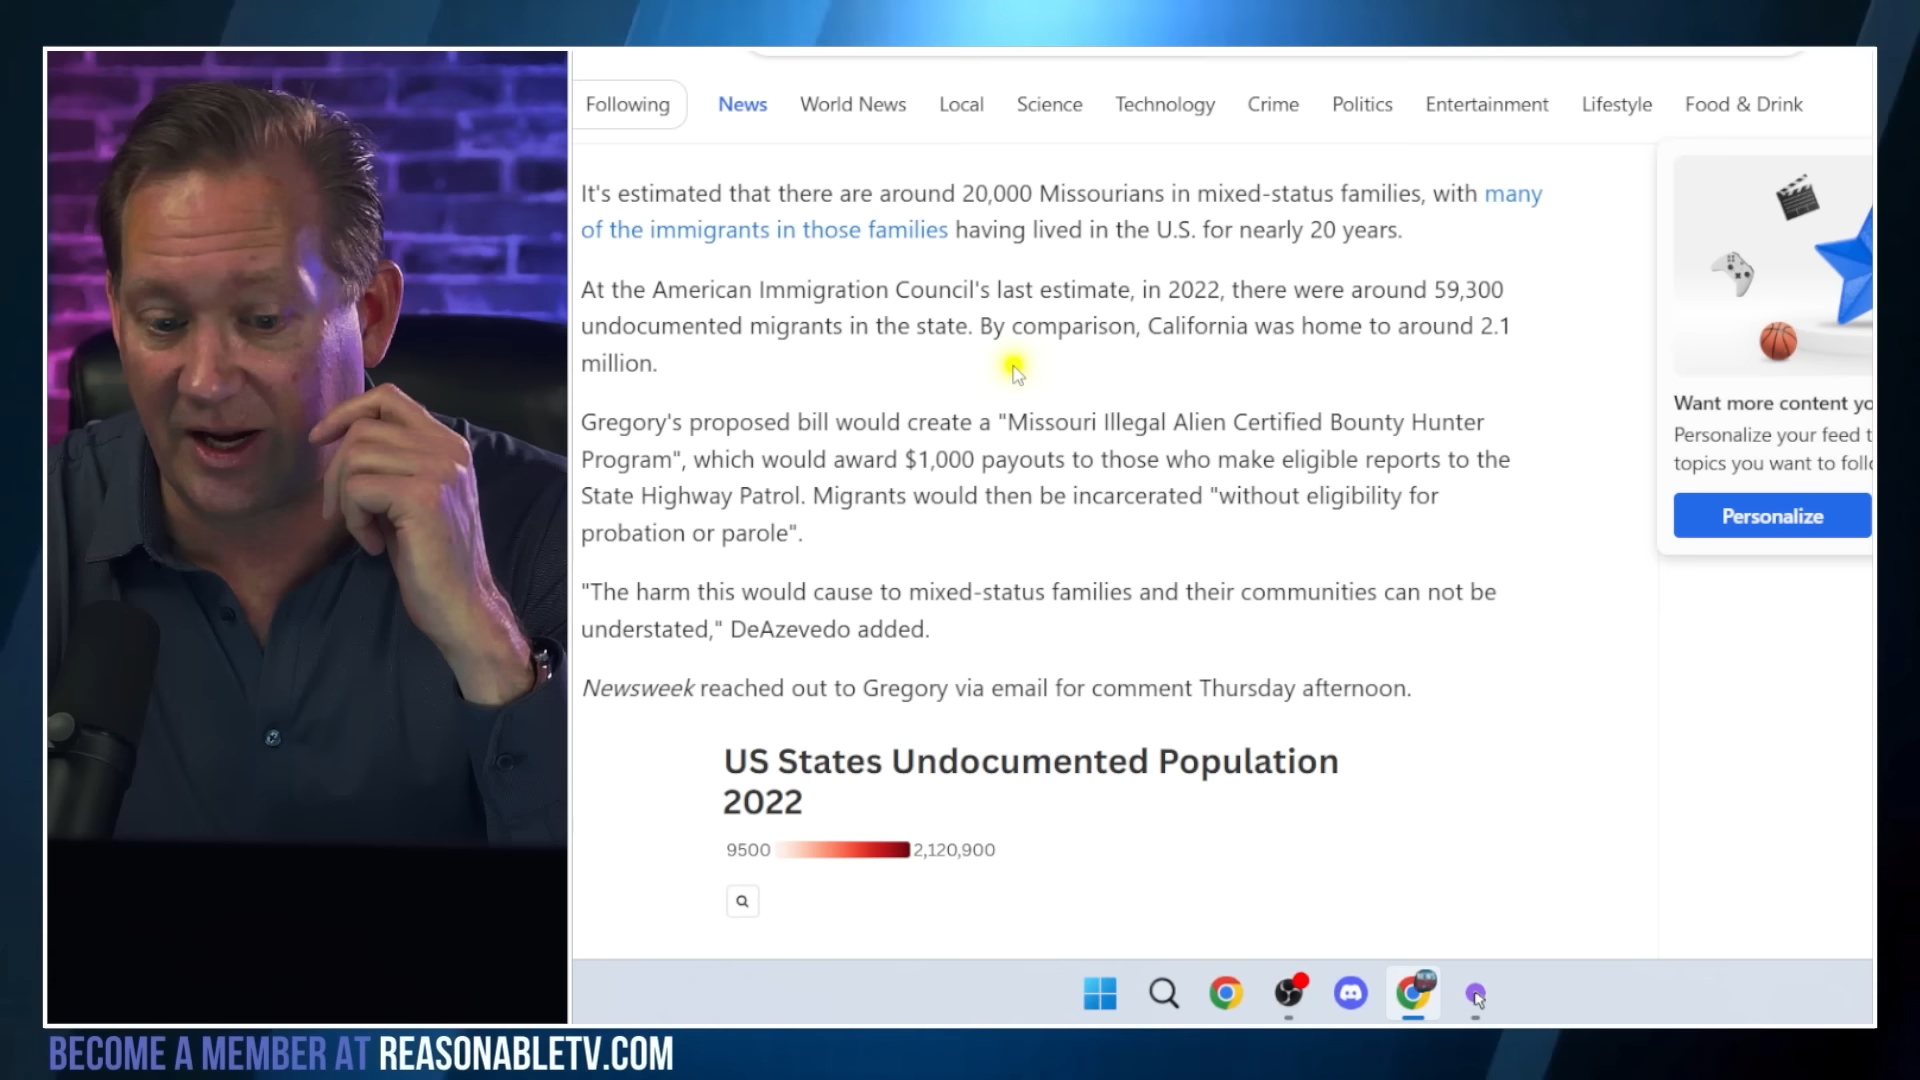 Following
News
World News
Local
Science
Technology
Crime
Politics
Entertainment
Lifestyle
Food & Drink
It's estimated that there are around 20,000 Missourians in mixed-status families, with many
of the immigrants in those families having lived in the U.S. for nearly 20 years.
At the American Immigration Council's last estimate, in 2022, there were around 59,300
undocumented migrants in the state. By comparison, California was home to around 2.1
million.
Gregory's proposed bill would create a "Missouri Illegal Alien Certified Bounty Hunter
Program", which would award $1,000 payouts to those who make eligible reports to the
State Highway Patrol. Migrants would then be incarcerated "without eligibility for
probation or parole".
"The harm this would cause to mixed-status families and their communities can not be
understated," DeAzevedo added.
Newsweek reached out to Gregory via email for comment Thursday afternoon.
US States Undocumented Population
2022
9500
2,120,900
Want more content
Personalize your feed
topics you want to
Personalize
BECOME A MEMBER AT REASONABLETV.COM